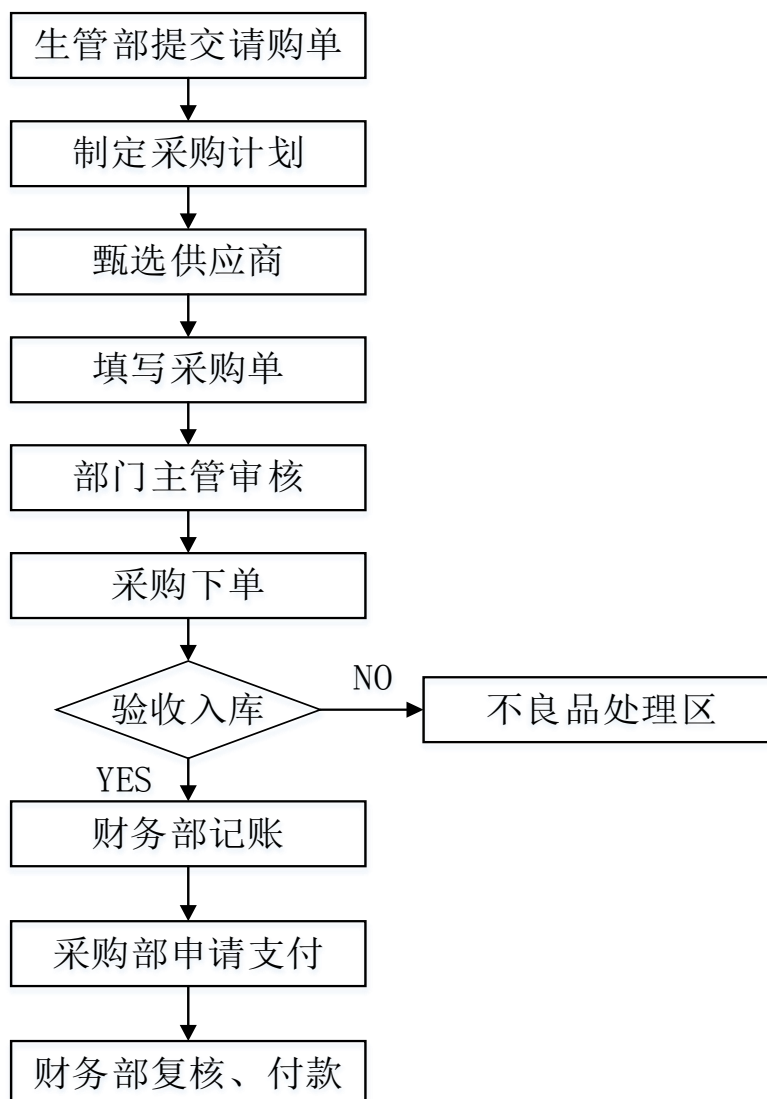 生管部提交请购单
制定采购计划
甄选供应商
填写采购单
部门主管审核
采购下单
验收入库
NO
不良品处理区
YES
财务部记账
采购部申请支付
财务部复核、付款